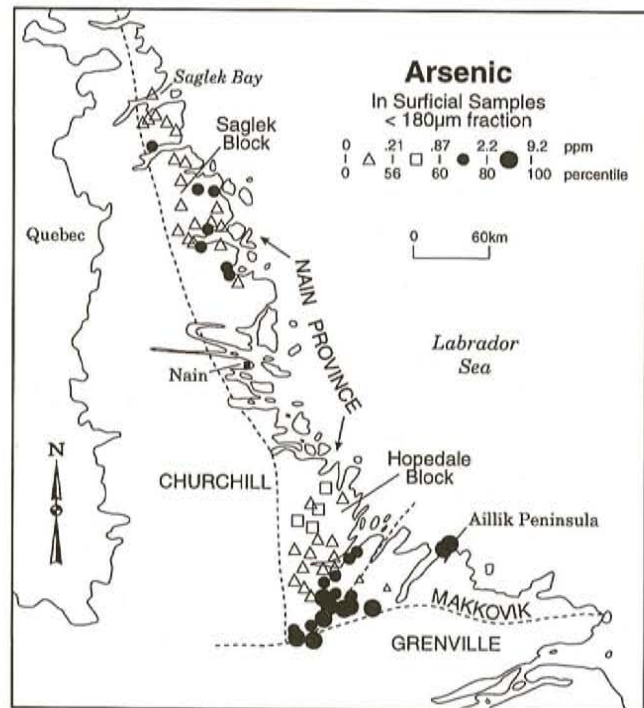 Arsenic
In Surficial Samples
< 180µm fraction
0 .21 .87 2.2 9.2 ppm
0 56 60 80 100 percentile
0 60km
Saglek Bay
Saglek
Block
Quebec
NAIN PROVINCE
Labrador
Sea
Nain
N
CHURCHILL
Hopedale
Block
Aillik Peninsula
MAKKOVIK
GRENVILLE